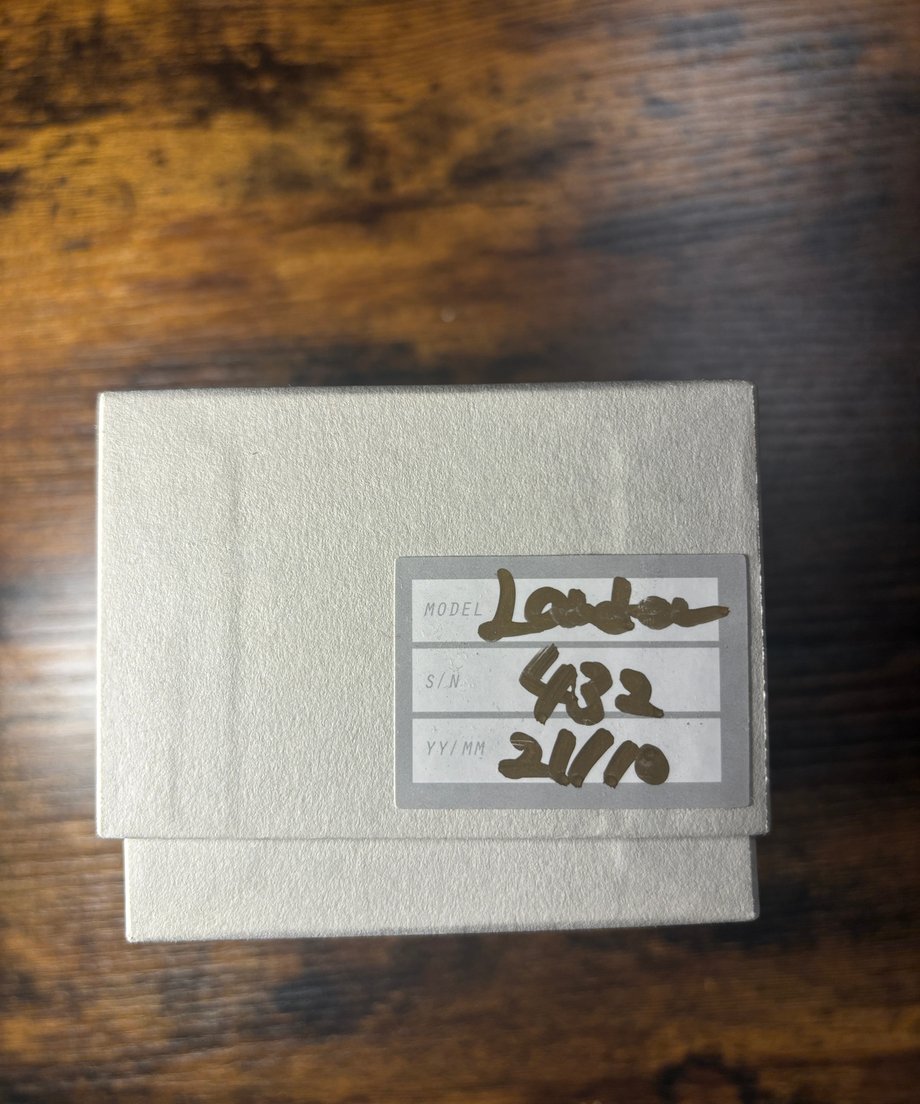 MODEL London
S/N 432
YY/MM 21/10